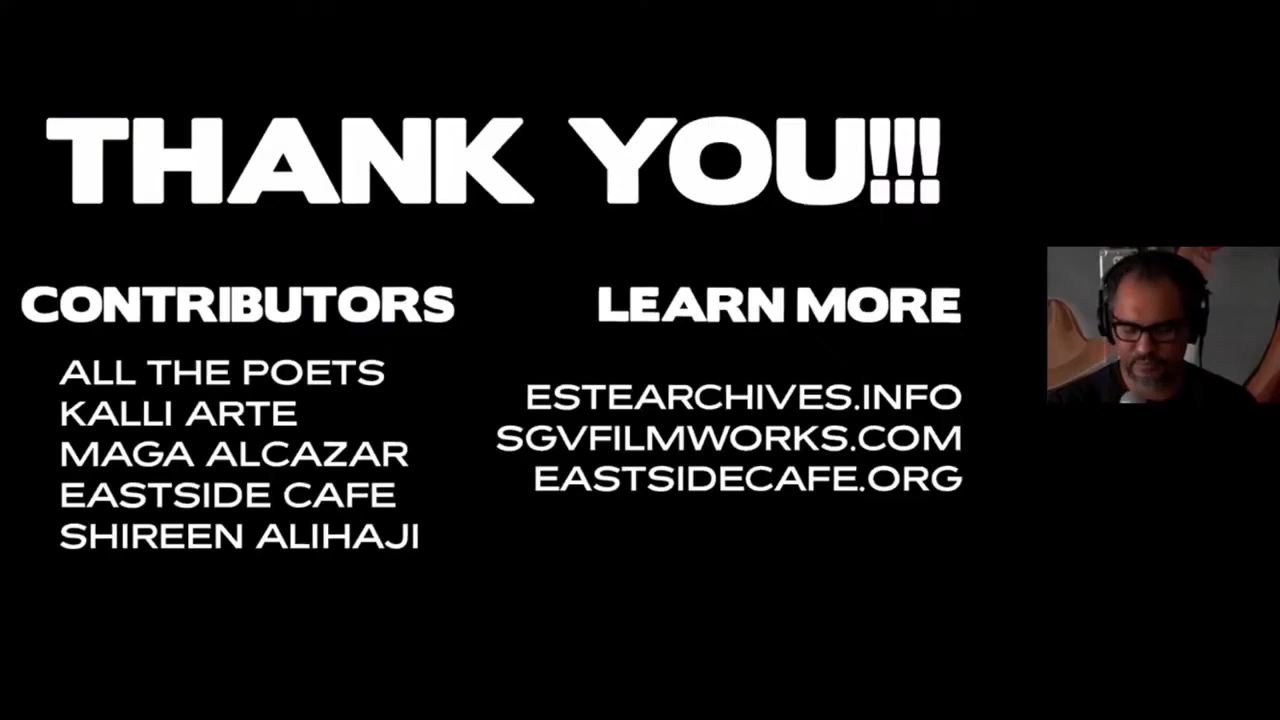 THANK YOU!!!
CONTRIBUTORS
ALL THE POETS
KALLI ARTE
MAGA ALCAZAR
EASTSIDE CAFE
SHIREEN ALIHAJI
LEARN MORE
ESTEARCHIVES.INFO
SGVFILMWORKS.COM
EASTSIDECAFE.ORG